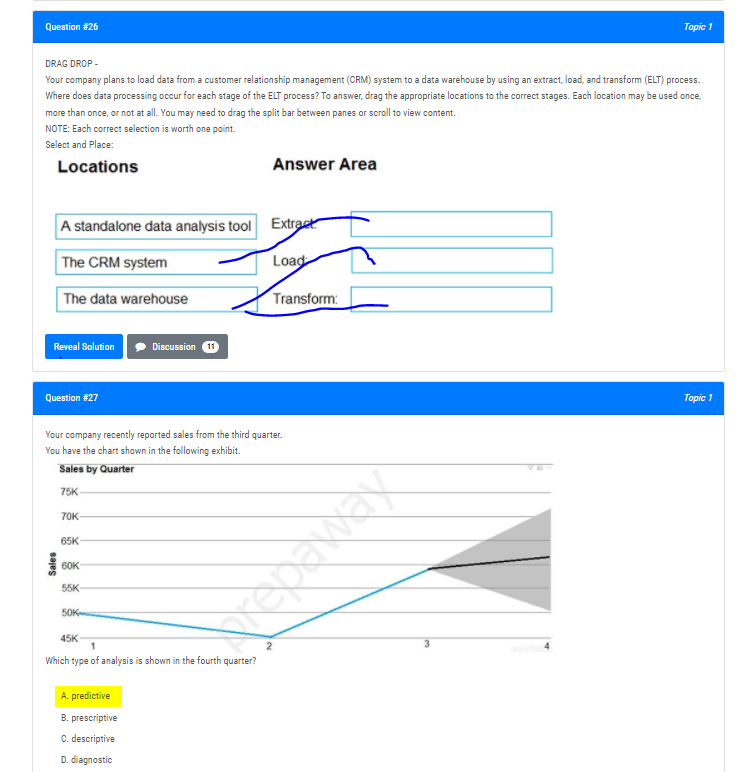 Question #26 Topic 1
DRAG DROP -
Your company plans to load data from a customer relationship management (CRM) system to a data warehouse by using an extract, load, and transform (ELT) process.
Where does data processing occur for each stage of the ELT process? To answer, drag the appropriate locations to the correct stages. Each location may be used once,
more than once, or not at all. You may need to drag the split bar between panes or scroll to view content.
NOTE: Each correct selection is worth one point.
Select and Place:
Locations Answer Area
A standalone data analysis tool Extract:
The CRM system Load:
The data warehouse Transform:
Reveal Solution Discussion 11
Question #27 Topic 1
Your company recently reported sales from the third quarter.
You have the chart shown in the following exhibit.
Sales by Quarter
75K
70K
65K
60K
55K
50K
45K
Sales
1 2 3 4
prepaway
Which type of analysis is shown in the fourth quarter?
A. predictive
B. prescriptive
C. descriptive
D. diagnostic